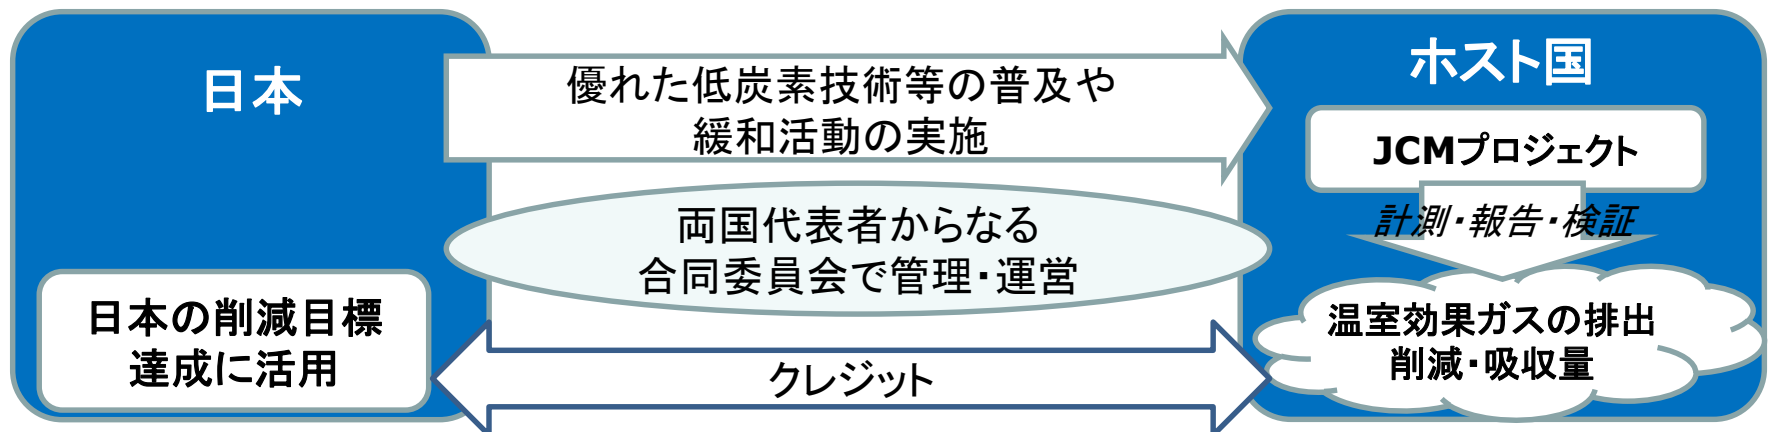 日本
優れた低炭素技術等の普及や
緩和活動の実施
ホスト国
JCMプロジェクト
計測・報告・検証
両国代表者からなる
合同委員会で管理・運営
日本の削減目標
達成に活用
クレジット
温室効果ガスの排出
削減・吸収量